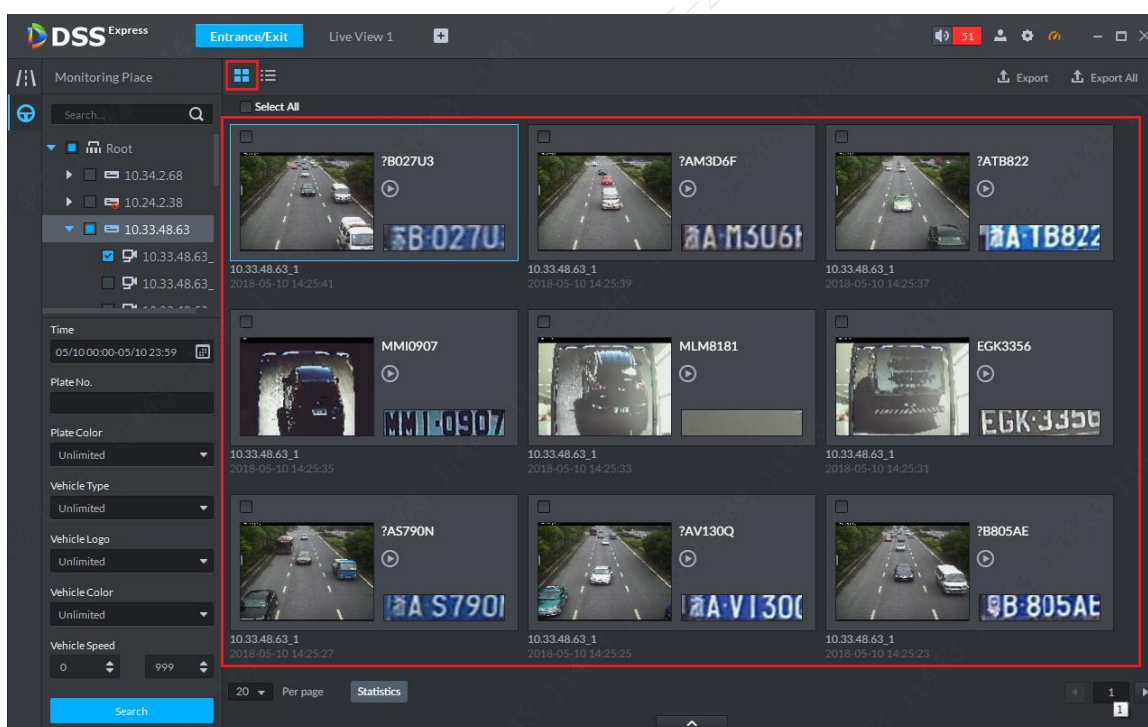 DSS Express
Entrance/Exit
Live View 1
51
Monitoring Place
Export
Export All
Search...
Select All
Root
10.34.2.68
10.24.2.38
10.33.48.63
10.33.48.63_
10.33.48.63_
Time
05/10 00:00-05/10 23:59
Plate No.
Plate Color
Unlimited
Vehicle Type
Unlimited
Vehicle Logo
Unlimited
Vehicle Color
Unlimited
Vehicle Speed
0
999
Search
?B027U3
B·027U
10.33.48.63_1
2018-05-10 14:25:41
?AM3D6F
10.33.48.63_1
2018-05-10 14:25:39
?ATB822
A·TB822
10.33.48.63_1
2018-05-10 14:25:37
MMI0907
MMI·0907
10.33.48.63_1
2018-05-10 14:25:35
MLM8181
10.33.48.63_1
2018-05-10 14:25:33
EGK3356
EGK·3356
10.33.48.63_1
2018-05-10 14:25:31
?AS790N
A·S790
10.33.48.63_1
2018-05-10 14:25:27
?AV130Q
A·V130
10.33.48.63_1
2018-05-10 14:25:25
?B805AE
B·805AE
10.33.48.63_1
2018-05-10 14:25:23
20
Per page
Statistics
1
1